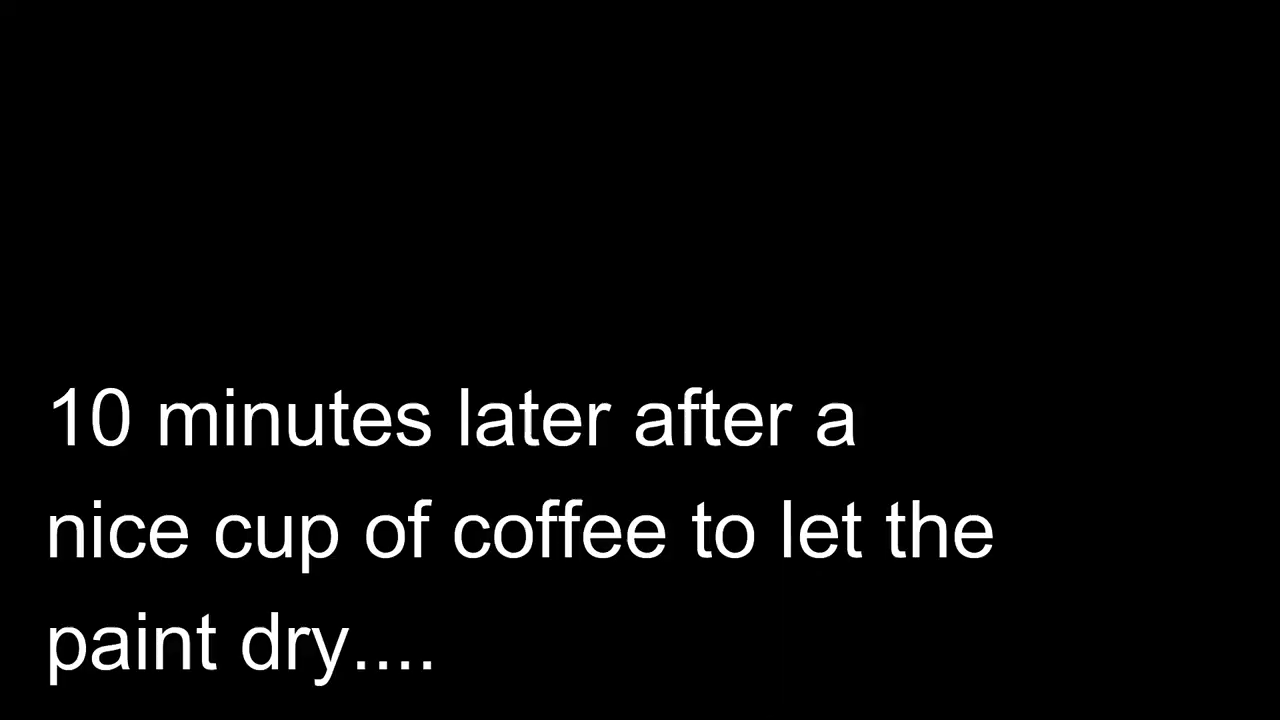 10 minutes later after a
nice cup of coffee to let the
paint dry....